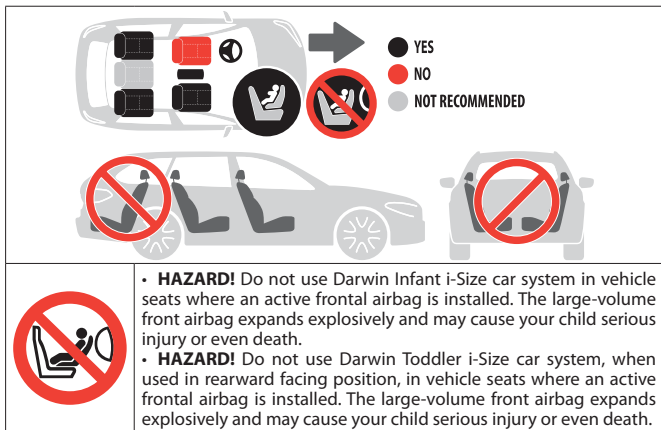 YES
NO
NOT RECOMMENDED
• HAZARD! Do not use Darwin Infant i-Size car system in vehicle
seats where an active frontal airbag is installed. The large-volume
front airbag expands explosively and may cause your child serious
injury or even death.
• HAZARD! Do not use Darwin Toddler i-Size car system, when
used in rearward facing position, in vehicle seats where an active
frontal airbag is installed. The large-volume front airbag expands
explosively and may cause your child serious injury or even death.